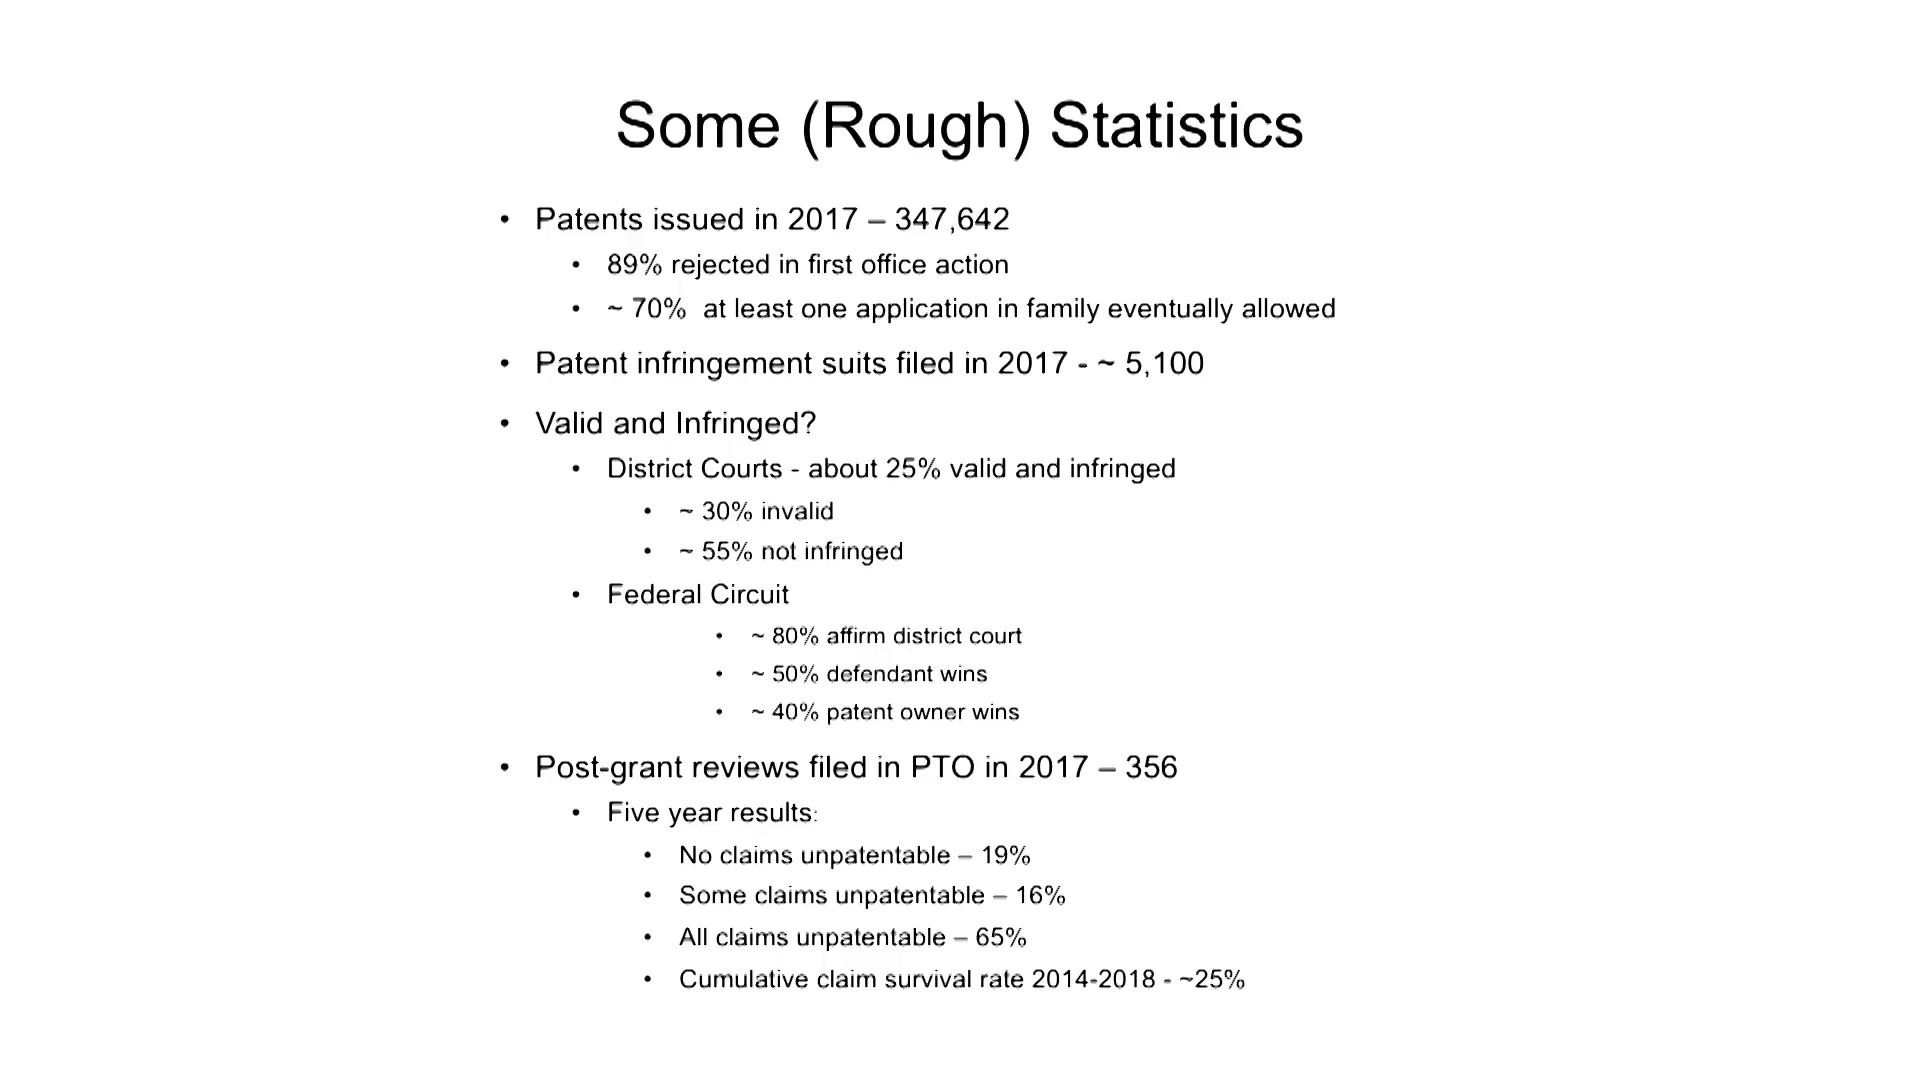 Some (Rough) Statistics
• Patents issued in 2017 – 347,642
• 89% rejected in first office action
• ~ 70% at least one application in family eventually allowed
• Patent infringement suits filed in 2017 - ~ 5,100
• Valid and Infringed?
• District Courts - about 25% valid and infringed
• ~ 30% invalid
• ~ 55% not infringed
• Federal Circuit
• ~ 80% affirm district court
• ~ 50% defendant wins
• ~ 40% patent owner wins
• Post-grant reviews filed in PTO in 2017 – 356
• Five year results:
• No claims unpatentable – 19%
• Some claims unpatentable – 16%
• All claims unpatentable – 65%
• Cumulative claim survival rate 2014-2018 - ~25%